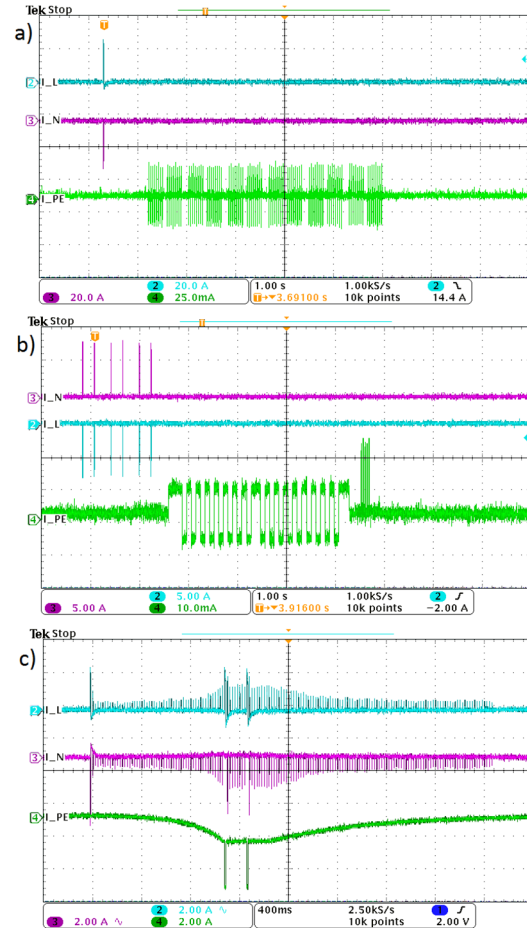 Tek Stop
a)
T
2 I_L
3 I_N
4 I_PE
2 20.0 A 1.00 s 1.00kS/s 2 14.4 A
3 20.0 A 4 25.0mA T→▼3.69100 s 10k points
Tek Stop
b)
T
3 I_N
2 I_L
4 I_PE
2 5.00 A 1.00 s 1.00kS/s 2
3 5.00 A 4 10.0mA T→▼3.91600 s 10k points −2.00 A
Tek Stop
c)
2 I_L
3 I_N
4 I_PE
2 2.00 A ∿ 400ms 2.50kS/s 1
3 2.00 A ∿ 4 2.00 A 10k points 2.00 V